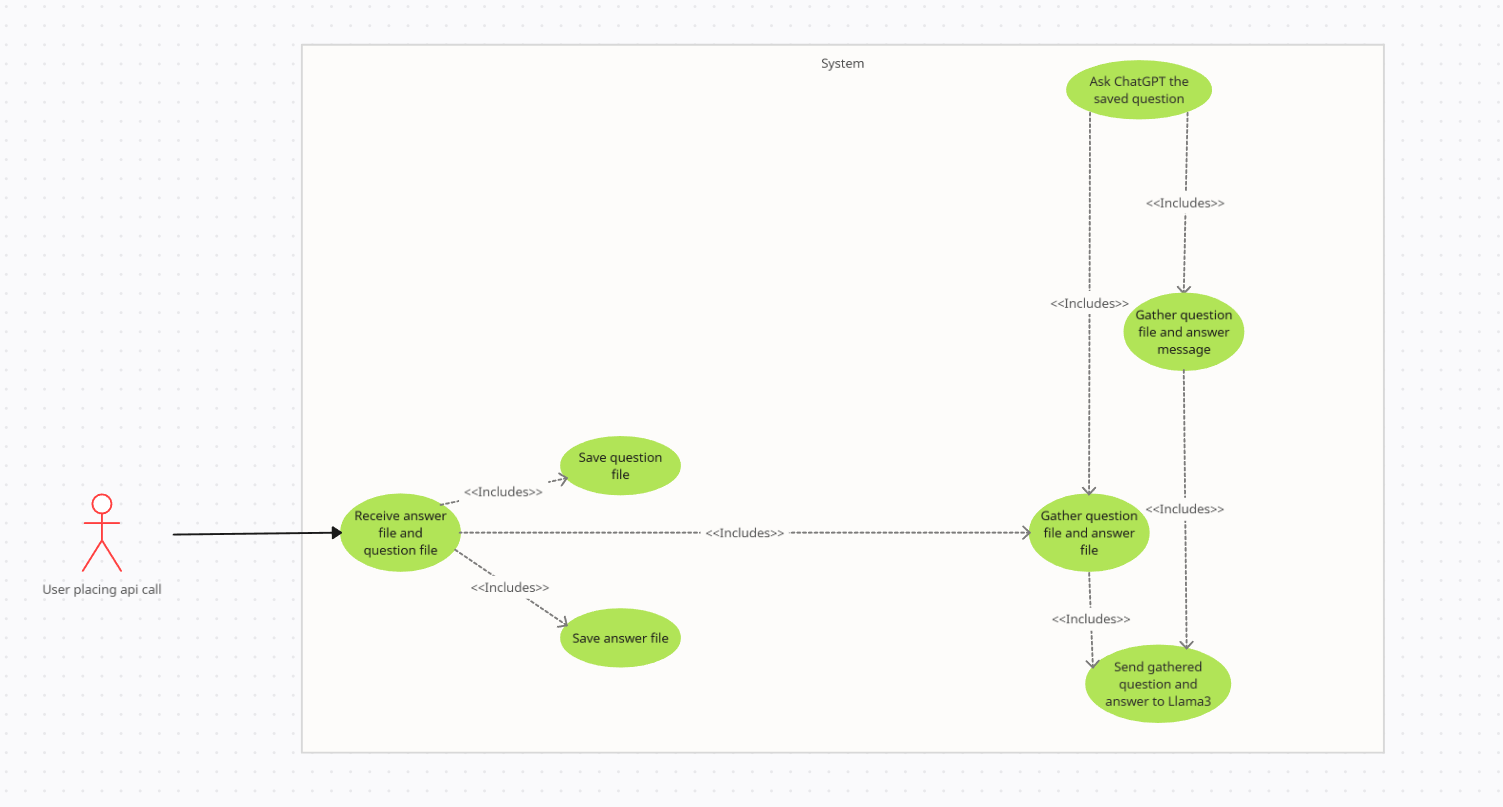 System
Ask ChatGPT the
saved question
<<Includes>>
<<Includes>>
Gather question
file and answer
message
Save question
file
<<Includes>>
Receive answer
file and
question file
<<Includes>>
Gather question
file and answer
file
<<Includes>>
User placing api call
<<Includes>>
Save answer file
<<Includes>>
Send gathered
question and
answer to Llama3